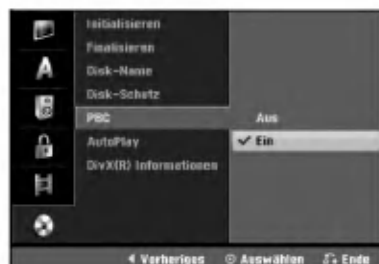 Initialisieren
Finalisieren
Disk-Name
Disk-Schutz
PBC
Aus
AutoPlay
✓ Ein
DivX(R) Informationen
Vorheriges Auswählen Ende